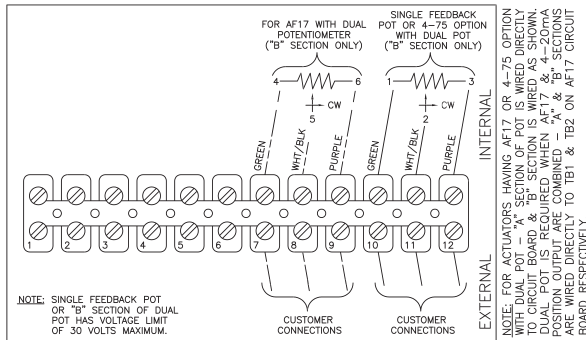 FOR AF17 WITH DUAL
POTENTIOMETER
("B" SECTION ONLY)
SINGLE FEEDBACK
POT OR 4-75 OPTION
WITH DUAL POT
("B" SECTION ONLY)
4
6
1
3
CW
CW
5
2
GREEN
WHT/BLK
PURPLE
GREEN
WHT/BLK
PURPLE
INTERNAL
1
2
3
4
5
6
7
8
9
10
11
12
EXTERNAL
NOTE: SINGLE FEEDBACK POT
OR "B" SECTION OF DUAL
POT HAS VOLTAGE LIMIT
OF 30 VOLTS MAXIMUM.
CUSTOMER
CONNECTIONS
CUSTOMER
CONNECTIONS
NOTE: FOR ACTUATORS HAVING AF17 OR 4-75 OPTION
WITH DUAL POT - "A" SECTION OF POT IS WIRED DIRECTLY
TO CIRCUIT BOARD & "B" SECTION IS WIRED AS SHOWN.
DUAL POT IS REQUIRED WHEN AF17 & 4-20mA
POSITION OUTPUT ARE COMBINED - "A" & "B" SECTIONS
ARE WIRED DIRECTLY TO TB1 & TB2 ON AF17 CIRCUIT
BOARD RESPECTIVELY